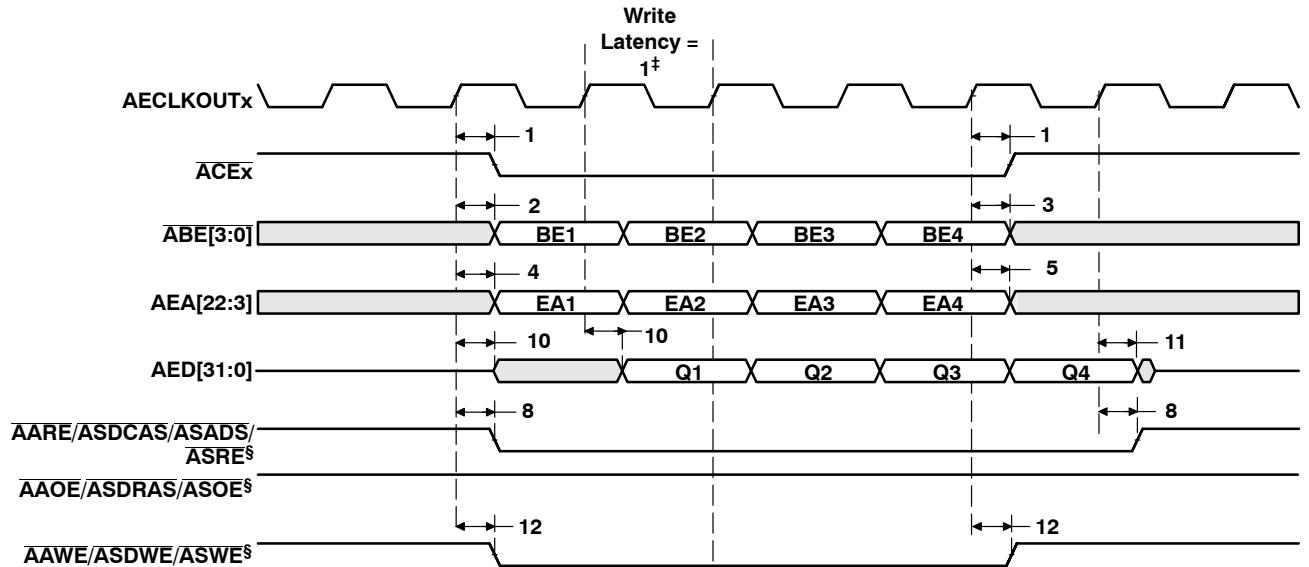 Write
Latency =
1‡
AECLKOUTx
1 1
ACEx
2 3
ABE[3:0] BE1 BE2 BE3 BE4
4 5
AEA[22:3] EA1 EA2 EA3 EA4
10 10 11
AED[31:0] Q1 Q2 Q3 Q4
8 8
AARE/ASDCAS/ASADS/
ASRE§
AAOE/ASDRAS/ASOE§
12 12
AAWE/ASDWE/ASWE§